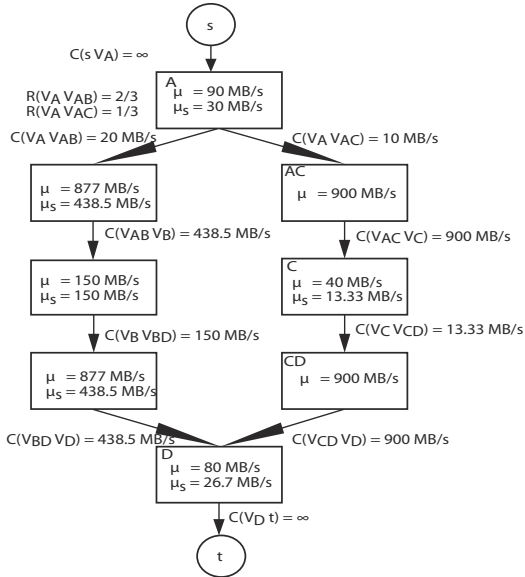 s
C(s VA) = ∞
A
μ = 90 MB/s
μs = 30 MB/s
R(VA VAB) = 2/3
R(VA VAC) = 1/3
C(VA VAB) = 20 MB/s
C(VA VAC) = 10 MB/s
μ = 877 MB/s
μs = 438.5 MB/s
AC
μ = 900 MB/s
C(VAB VB) = 438.5 MB/s
C(VAC VC) = 900 MB/s
μ = 150 MB/s
μs = 150 MB/s
C
μ = 40 MB/s
μs = 13.33 MB/s
C(VB VBD) = 150 MB/s
C(VC VCD) = 13.33 MB/s
μ = 877 MB/s
μs = 438.5 MB/s
CD
μ = 900 MB/s
C(VBD VD) = 438.5 MB/s
C(VCD VD) = 900 MB/s
D
μ = 80 MB/s
μs = 26.7 MB/s
C(VD t) = ∞
t